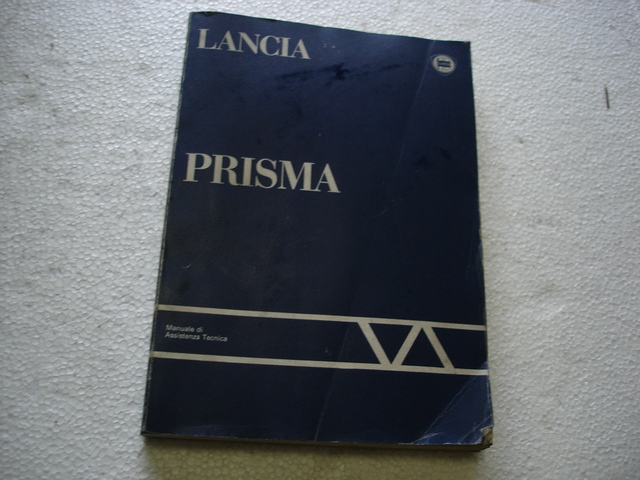 LANCIA
PRISMA
Manuale di
Assistenza Tecnica